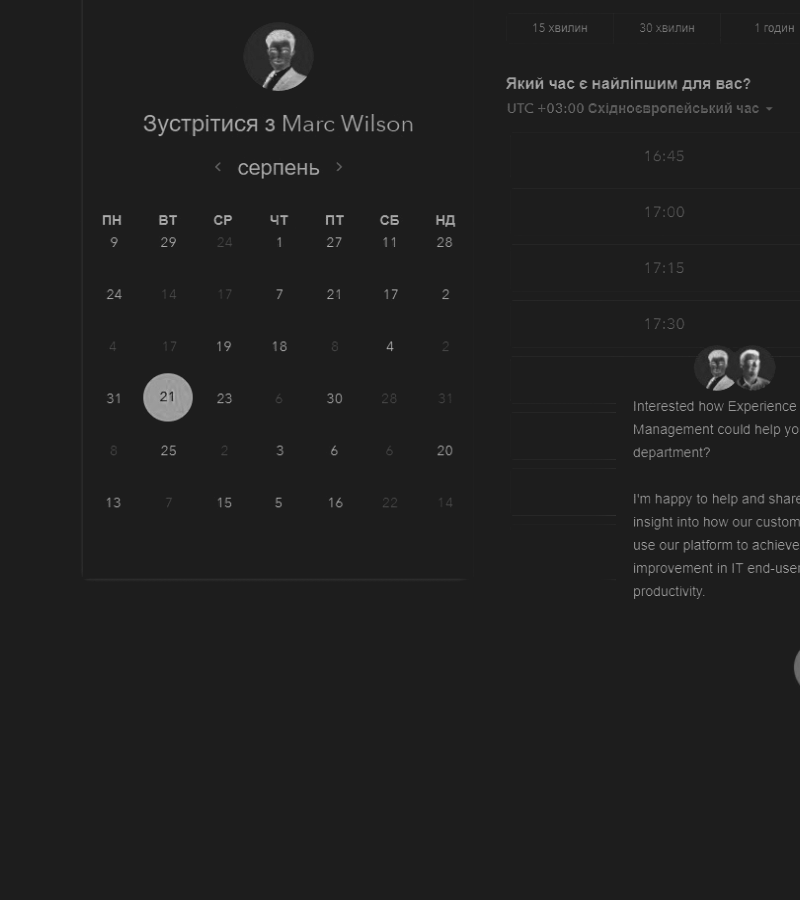 Зустрітися з Marc Wilson
серпень
ПН ВТ СР ЧТ ПТ СБ НД
9 29 24 1 27 11 28
24 14 17 7 21 17 2
4 17 19 18 8 4 2
31 21 23 6 30 28 31
8 25 2 3 6 6 20
13 7 15 5 16 22 14
15 хвилин 30 хвилин 1 годин
Який час є найліпшим для вас?
UTC +03:00 Східноєвропейський час
16:45
17:00
17:15
17:30
Interested how Experience
Management could help yo
department?
I'm happy to help and share
insight into how our custom
use our platform to achieve
improvement in IT end-user
productivity.